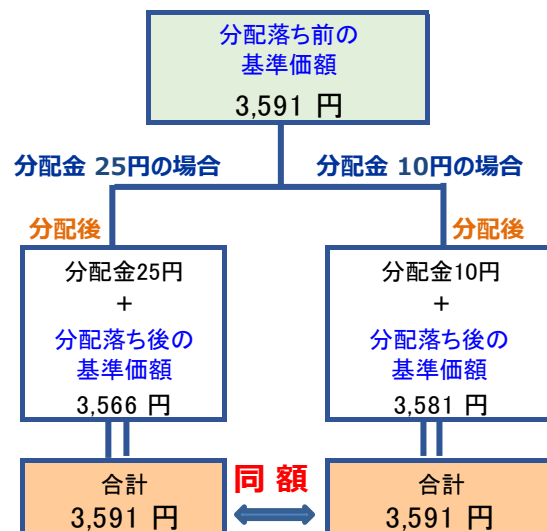 分配落ち前の
基準価額
3,591 円
分配金 25円の場合
分配金 10円の場合
分配後
分配後
分配金25円
+
分配落ち後の
基準価額
3,566 円
分配金10円
+
分配落ち後の
基準価額
3,581 円
合計
3,591 円
同 額
合計
3,591 円